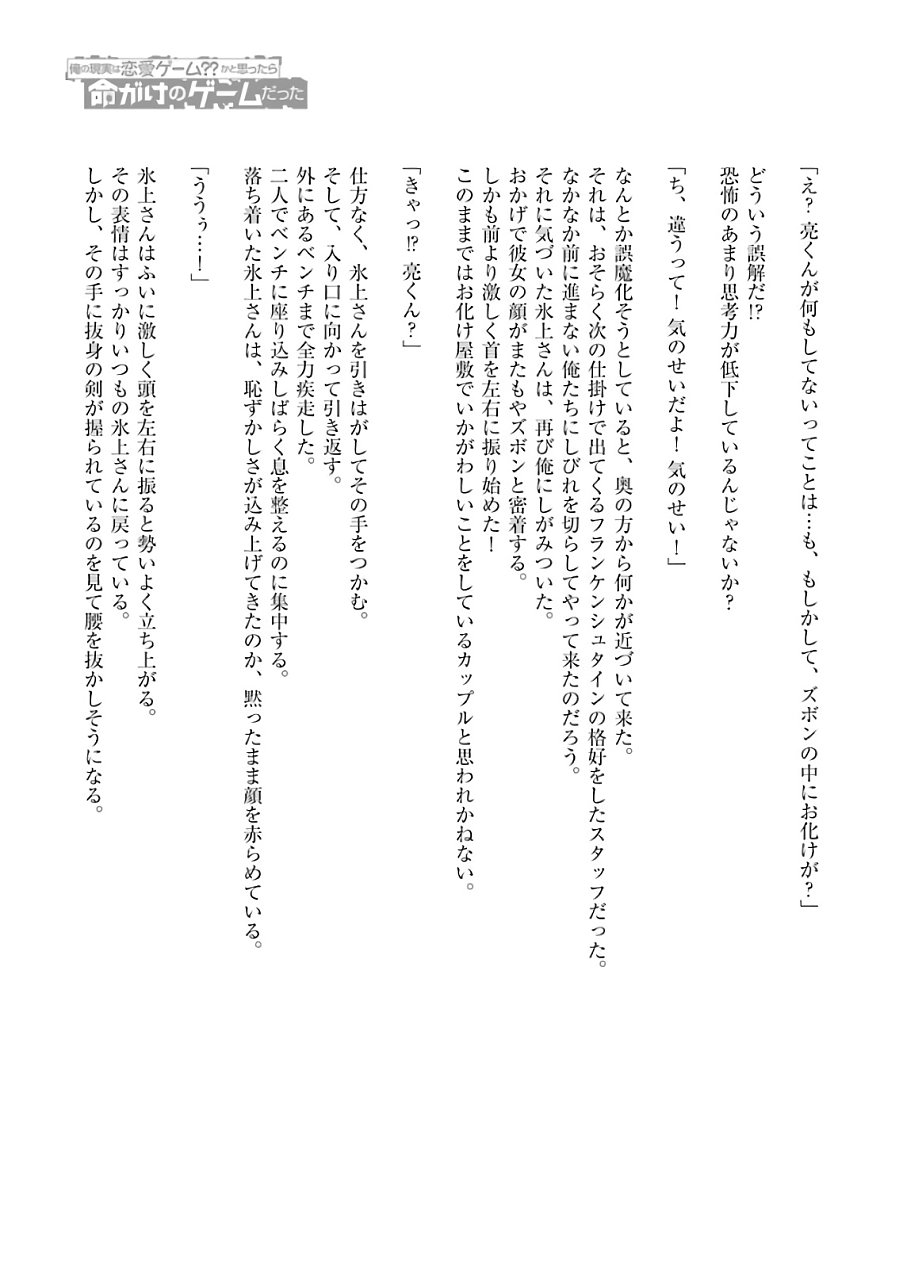 俺の現実は恋愛ゲーム??かと思ったら
命がけのゲームだった
「え? 亮くんが何もしてないってことは…も、もしかして、ズボンの中にお化けが?」
どういう誤解だ!?
恐怖のあまり思考力が低下しているんじゃないか?
「ち、違うって! 気のせいだよ! 気のせい!」
なんとか誤魔化そうとしていると、奥の方から何かが近づいて来た。
それは、おそらく次の仕掛けで出てくるフランケンシュタインの格好をしたスタッフだった。
なかなか前に進まない俺たちにしびれを切らしてやって来たのだろう。
それに気づいた氷上さんは、再び俺にしがみついた。
おかげで彼女の顔がまたもやズボンと密着する。
しかも前より激しく首を左右に振り始めた!
このままではお化け屋敷でいかがわしいことをしているカップルと思われかねない。
「きゃっ!? 亮くん?」
仕方なく、氷上さんを引きはがしてその手をつかむ。
そして、入り口に向かって引き返す。
外にあるベンチまで全力疾走した。
二人でベンチに座り込みしばらく息を整えるのに集中する。
落ち着いた氷上さんは、恥ずかしさが込み上げてきたのか、黙ったまま顔を赤らめている。
「ううぅ…!」
氷上さんはふいに激しく頭を左右に振ると勢いよく立ち上がる。
その表情はすっかりいつもの氷上さんに戻っている。
しかし、その手に抜身の剣が握られているのを見て腰を抜かしそうになる。